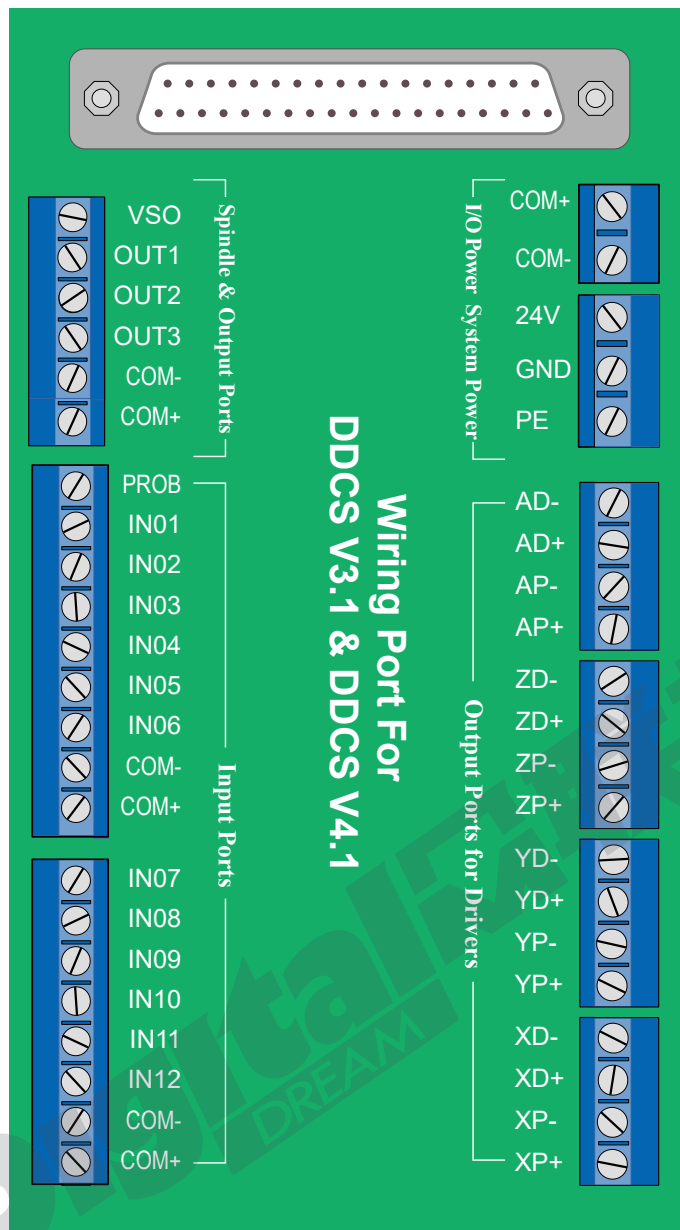 VSO
OUT1
OUT2
OUT3
COM-
COM+
Spindle & Output Ports
PROB
IN01
IN02
IN03
IN04
IN05
IN06
COM-
COM+
IN07
IN08
IN09
IN10
IN11
IN12
COM-
COM+
Input Ports
Wiring Port For
DDCS V3.1 & DDCS V4.1
COM+
COM-
I/O Power
24V
GND
PE
System Power
AD-
AD+
AP-
AP+
ZD-
ZD+
ZP-
ZP+
YD-
YD+
YP-
YP+
XD-
XD+
XP-
XP+
Output Ports for Drivers
Digital
DREAM